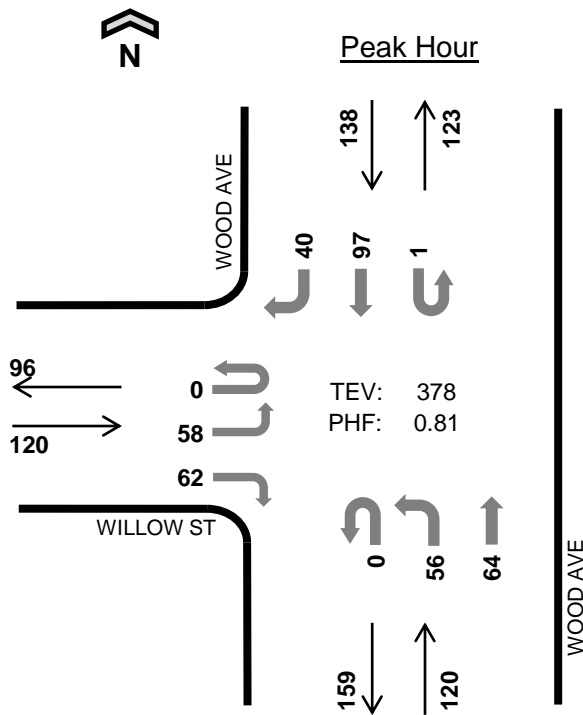 N
Peak Hour
138
123
WOOD AVE
40
97
1
96
120
0
58
62
TEV: 378
PHF: 0.81
WILLOW ST
0
56
64
WOOD AVE
159
120